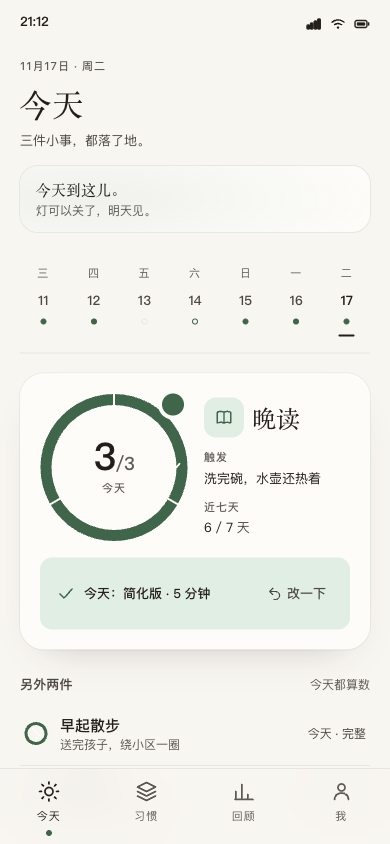 21:12
11月17日 · 周二
今天
三件小事，都落了地。
今天到这儿。
灯可以关了，明天见。
三 四 五 六 日 一 二
11 12 13 14 15 16 17
3/3
今天
晚读
触发
洗完碗，水壶还热着
近七天
6 / 7 天
今天：简化版 · 5 分钟
改一下
另外两件
今天都算数
早起散步
送完孩子，绕小区一圈
今天 · 完整
今天 习惯 回顾 我